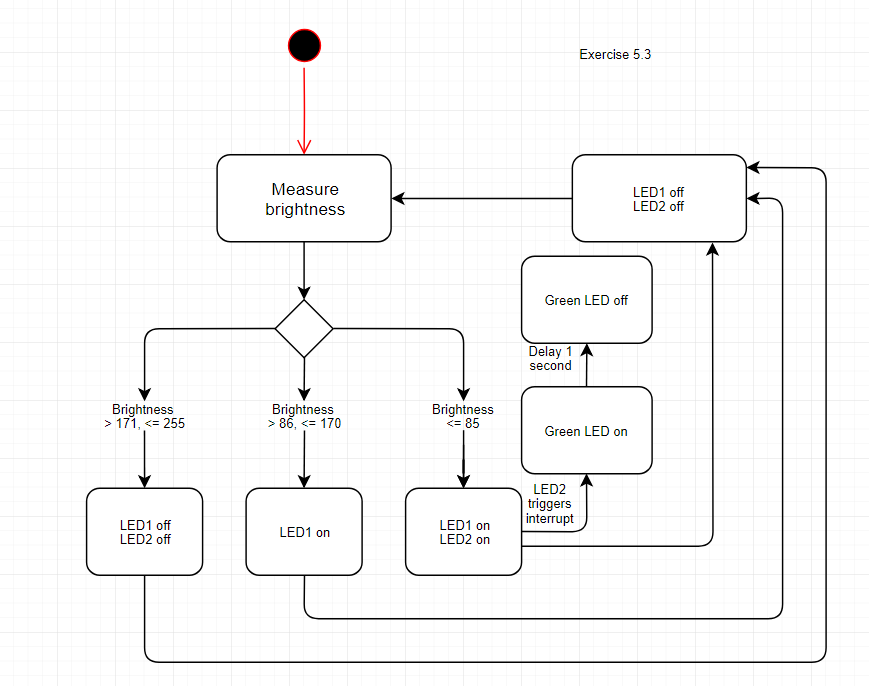 Exercise 5.3
Measure
brightness
LED1 off
LED2 off
Green LED off
Delay 1
second
Green LED on
Brightness
> 171, <= 255
Brightness
> 86, <= 170
Brightness
<= 85
LED2
triggers
interrupt
LED1 off
LED2 off
LED1 on
LED1 on
LED2 on